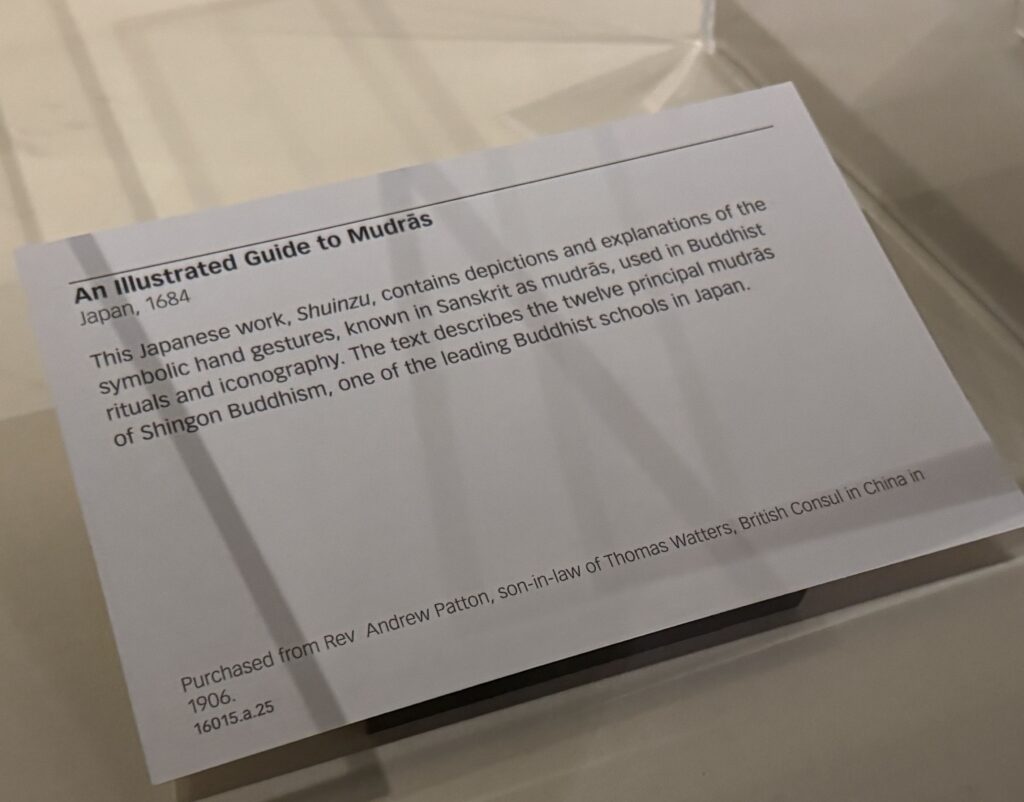 An Illustrated Guide to Mudrās
Japan, 1684
This Japanese work, Shuinzu, contains depictions and explanations of the
symbolic hand gestures, known in Sanskrit as mudrās, used in Buddhist
rituals and iconography. The text describes the twelve principal mudrās
of Shingon Buddhism, one of the leading Buddhist schools in Japan.
Purchased from Rev Andrew Patton, son-in-law of Thomas Watters, British Consul in China in
1906.
16015.a.25